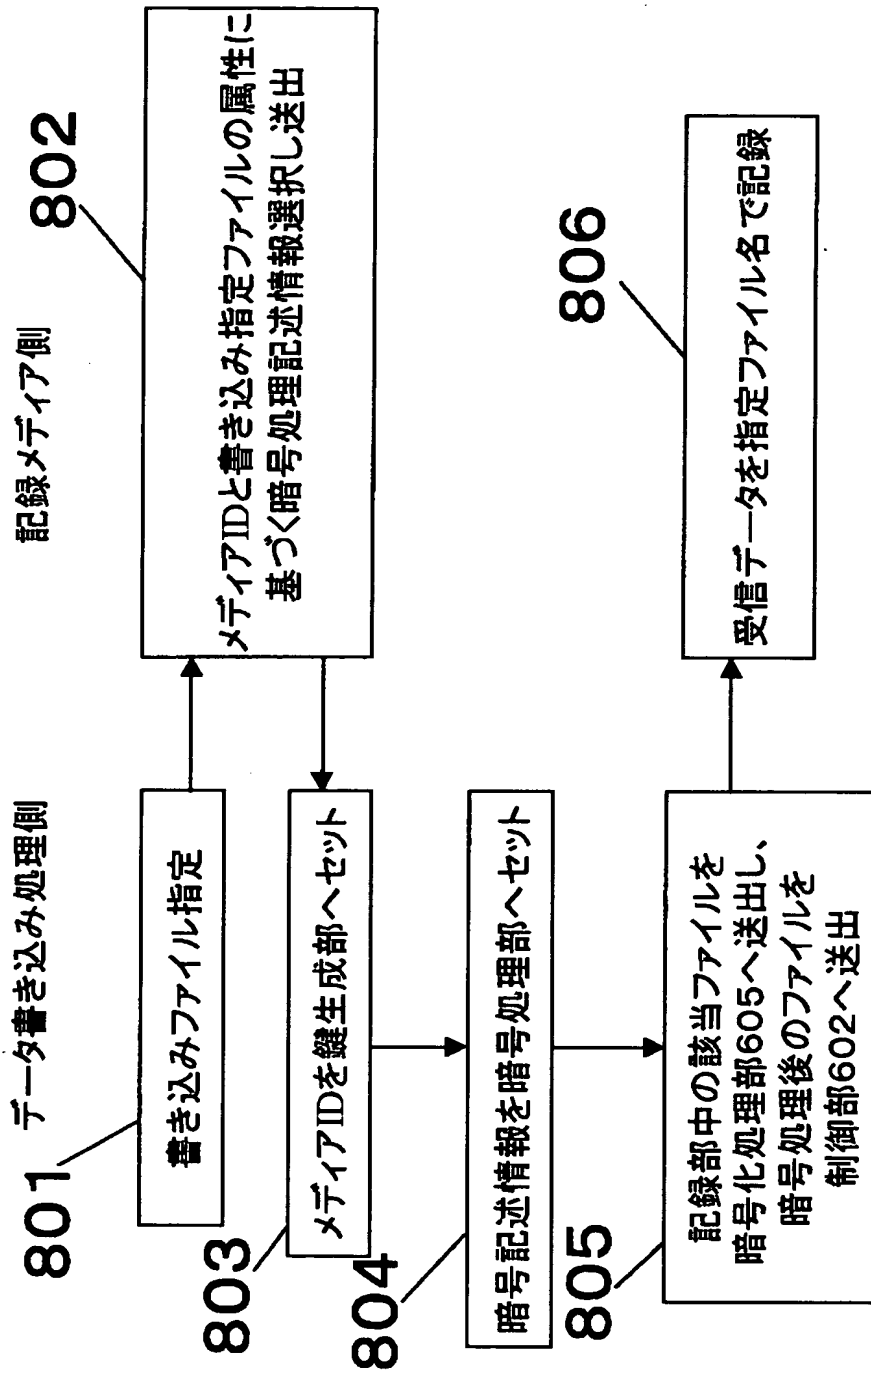 データ書き込み処理側
記録メディア側
801
書き込みファイル指定
802
メディアIDと書き込み指定ファイルの属性に
基づく暗号処理記述情報選択し送出
803
メディアIDを鍵生成部へセット
804
暗号記述情報を暗号処理部へセット
805
記録部中の該当ファイルを
暗号化処理部605へ送出し、
暗号処理後のファイルを
制御部602へ送出
806
受信データを指定ファイル名で記録